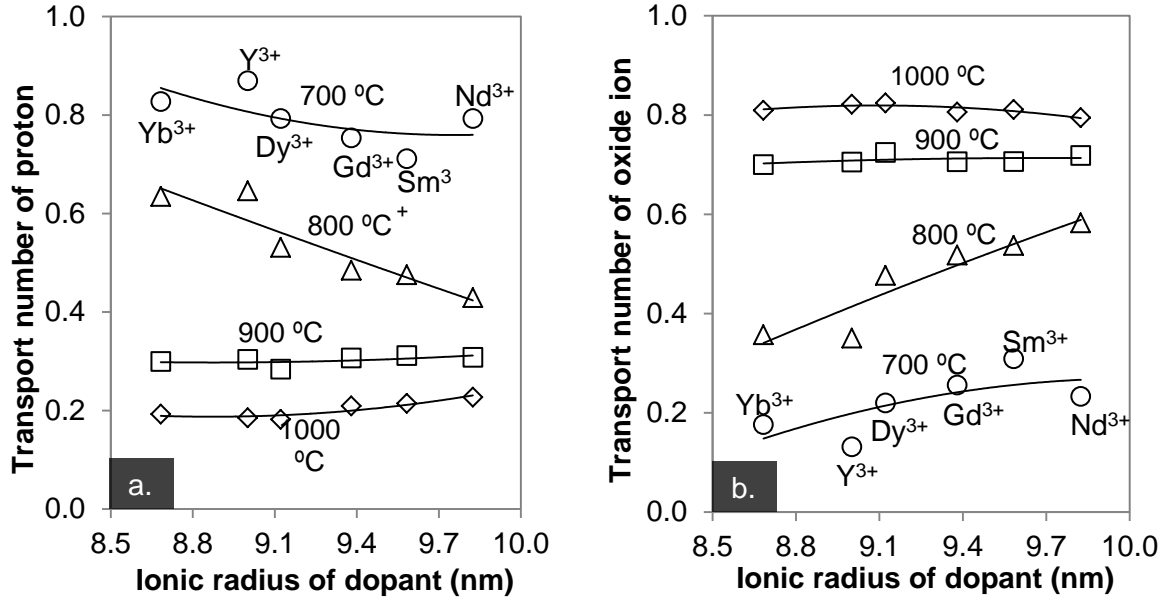 Transport number of proton
1.0
0.8
0.6
0.4
0.2
0.0
Y³⁺
700 ºC
Nd³⁺
Yb³⁺
Dy³⁺
Gd³⁺
Sm³
+
800 ºC
900 ºC
1000
ºC
a.
8.5 8.8 9.1 9.4 9.7 10.0
Ionic radius of dopant (nm)
Transport number of oxide ion
1.0
0.8
0.6
0.4
0.2
0.0
1000 ºC
900 ºC
800 ºC
Sm³⁺
700 ºC
Yb³⁺
Dy³⁺
Gd³⁺
Nd³⁺
Y³⁺
b.
8.5 8.8 9.1 9.4 9.7 10.0
Ionic radius of dopant (nm)